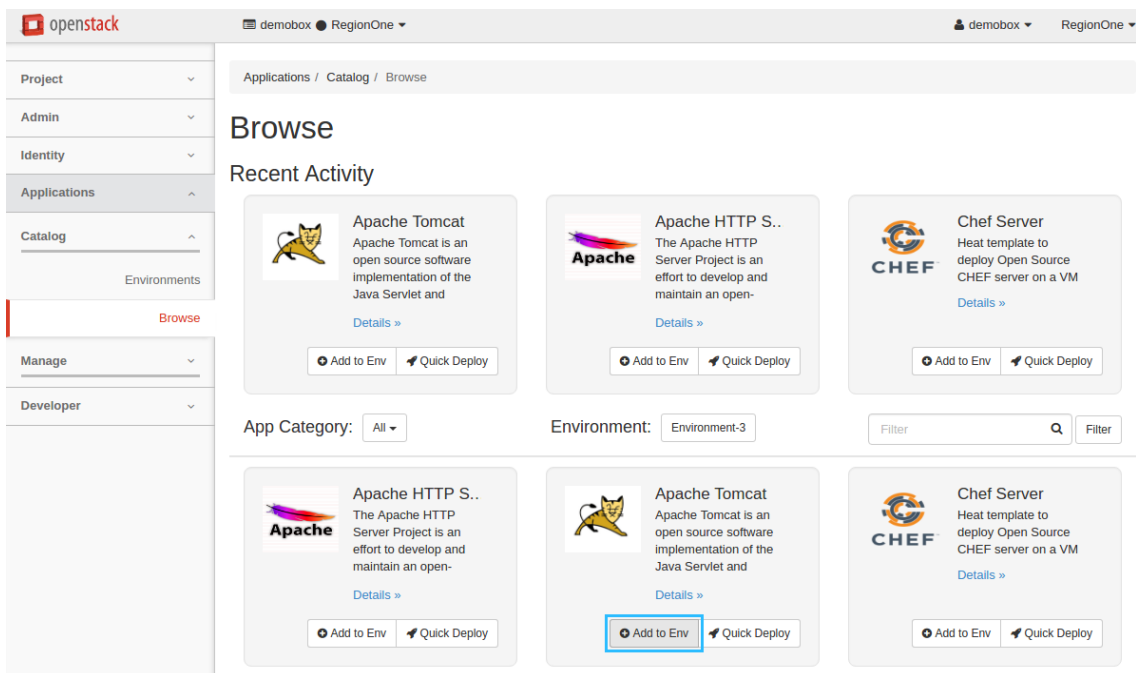 openstack
demobox RegionOne
demobox RegionOne
Project
Admin
Identity
Applications
Catalog
Environments
Browse
Manage
Developer
Applications / Catalog / Browse
Browse
Recent Activity
Apache Tomcat
Apache Tomcat is an
open source software
implementation of the
Java Servlet and
Details »
Add to Env Quick Deploy
Apache
Apache HTTP S..
The Apache HTTP
Server Project is an
effort to develop and
maintain an open-
Details »
Add to Env Quick Deploy
CHEF
Chef Server
Heat template to
deploy Open Source
CHEF server on a VM
Details »
Add to Env Quick Deploy
App Category: All
Environment: Environment-3
Filter Filter
Apache
Apache HTTP S..
The Apache HTTP
Server Project is an
effort to develop and
maintain an open-
Details »
Add to Env Quick Deploy
Apache Tomcat
Apache Tomcat is an
open source software
implementation of the
Java Servlet and
Details »
Add to Env Quick Deploy
CHEF
Chef Server
Heat template to
deploy Open Source
CHEF server on a VM
Details »
Add to Env Quick Deploy